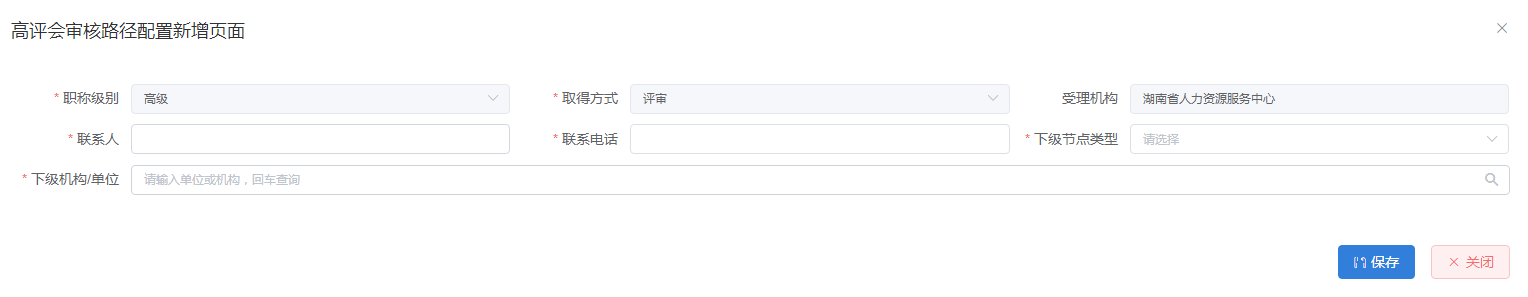 高评会审核路径配置新增页面
* 职称级别 高级 * 取得方式 评审 受理机构 湖南省人力资源服务中心
* 联系人 * 联系电话 * 下级节点类型 请选择
* 下级机构/单位 请输入单位或机构，回车查询
保存 关闭